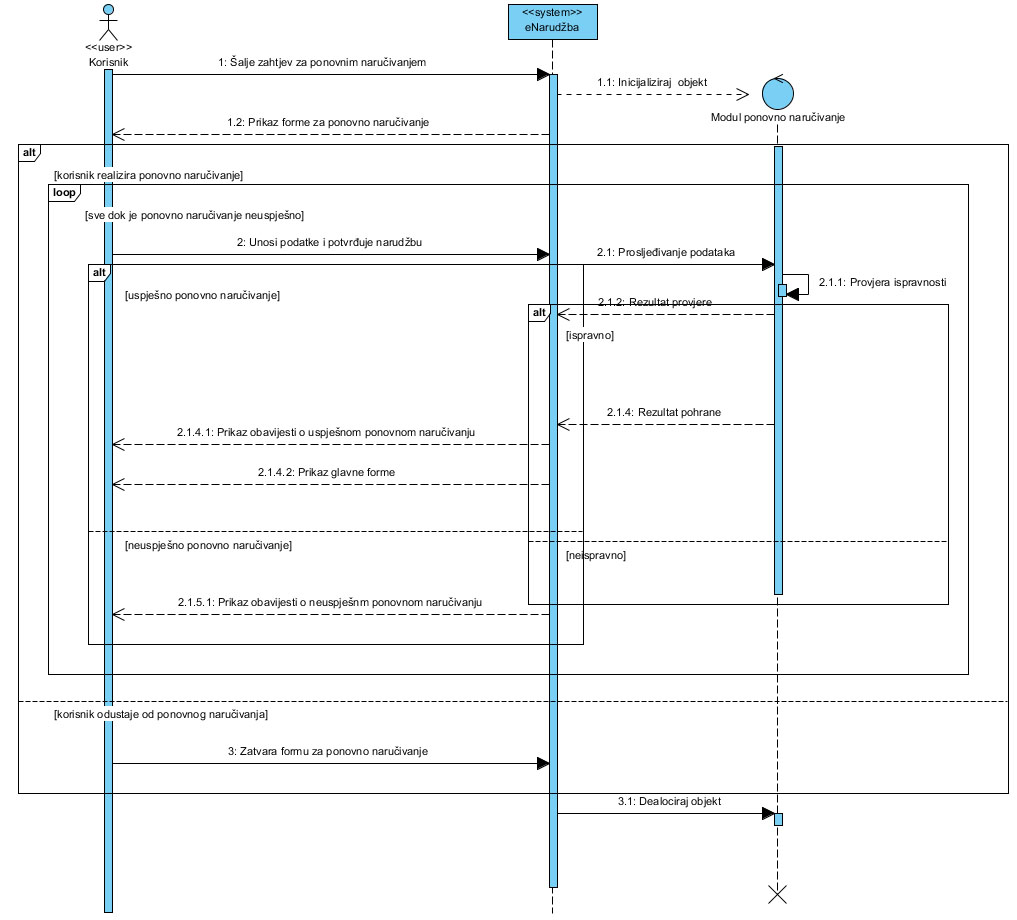 <<system>>
eNarudžba
<<user>>
Korisnik
1: Šalje zahtjev za ponovnim naručivanjem
1.1: Inicijaliziraj objekt
Modul ponovno naručivanje
1.2: Prikaz forme za ponovno naručivanje
alt
[korisnik realizira ponovno naručivanje]
loop
[sve dok je ponovno naručivanje neuspješno]
2: Unosi podatke i potvrđuje narudžbu
2.1: Prosljeđivanje podataka
alt
2.1.1: Provjera ispravnosti
[uspješno ponovno naručivanje]
2.1.2: Rezultat provjere
alt
[ispravno]
2.1.4: Rezultat pohrane
2.1.4.1: Prikaz obavijesti o uspješnom ponovnom naručivanju
2.1.4.2: Prikaz glavne forme
[neuspješno ponovno naručivanje]
[neispravno]
2.1.5.1: Prikaz obavijesti o neuspješnm ponovnom naručivanju
[korisnik odustaje od ponovnog naručivanja]
3: Zatvara formu za ponovno naručivanje
3.1: Dealociraj objekt